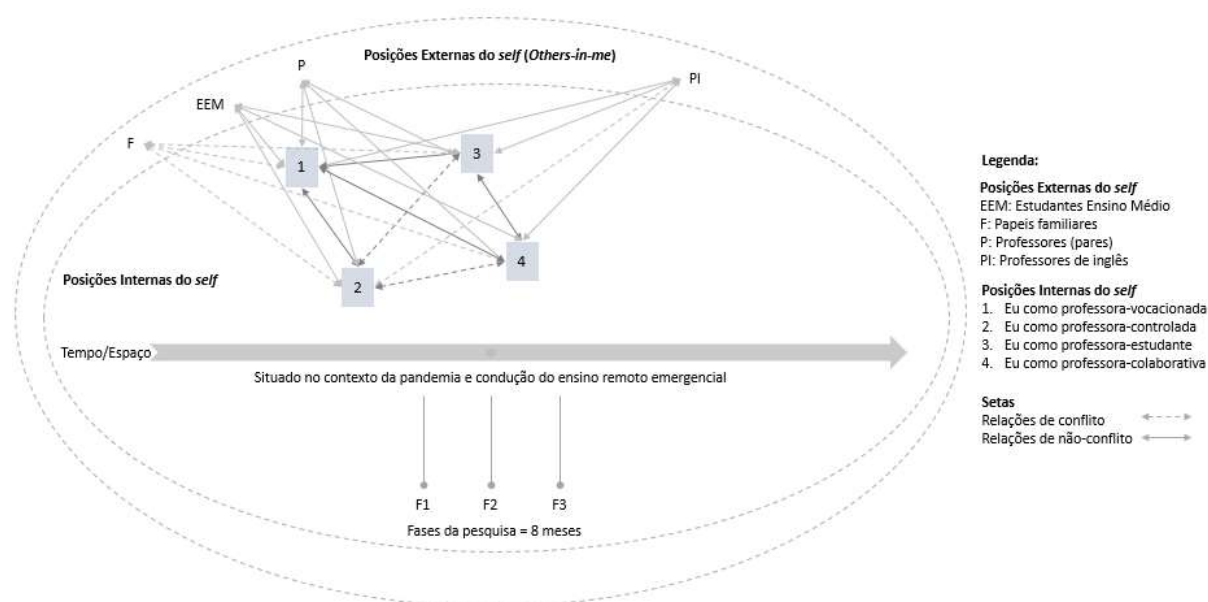 Posições Externas do self (Others-in-me)
P
PI
EEM
F
1
3
4
2
Posições Internas do self
Tempo/Espaço
Situado no contexto da pandemia e condução do ensino remoto emergencial
F1 F2 F3
Fases da pesquisa = 8 meses
Legenda:
Posições Externas do self
EEM: Estudantes Ensino Médio
F: Papeis familiares
P: Professores (pares)
PI: Professores de inglês
Posições Internas do self
1. Eu como professora-vocacionada
2. Eu como professora-controlada
3. Eu como professora-estudante
4. Eu como professora-colaborativa
Setas
Relações de conflito
Relações de não-conflito